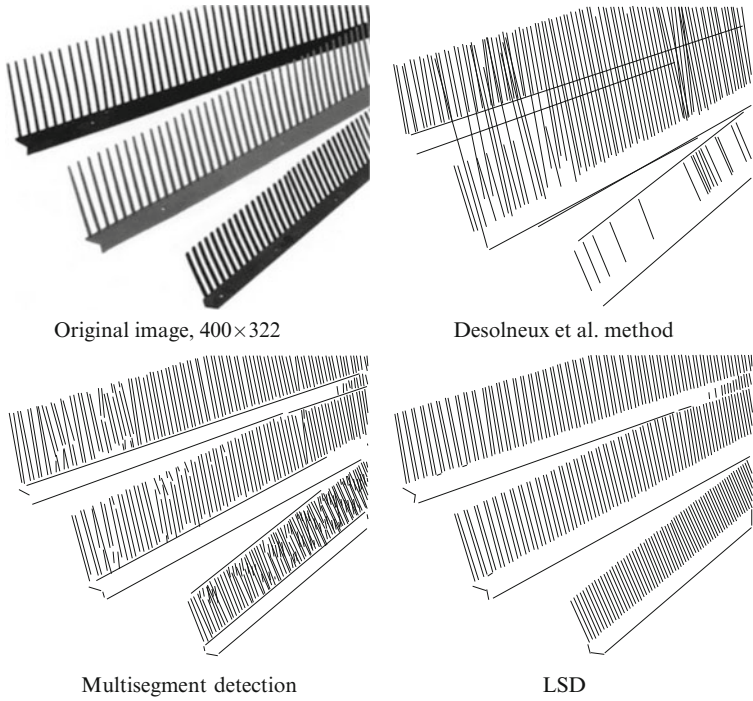 Original image, 400×322
Desolneux et al. method
Multisegment detection
LSD